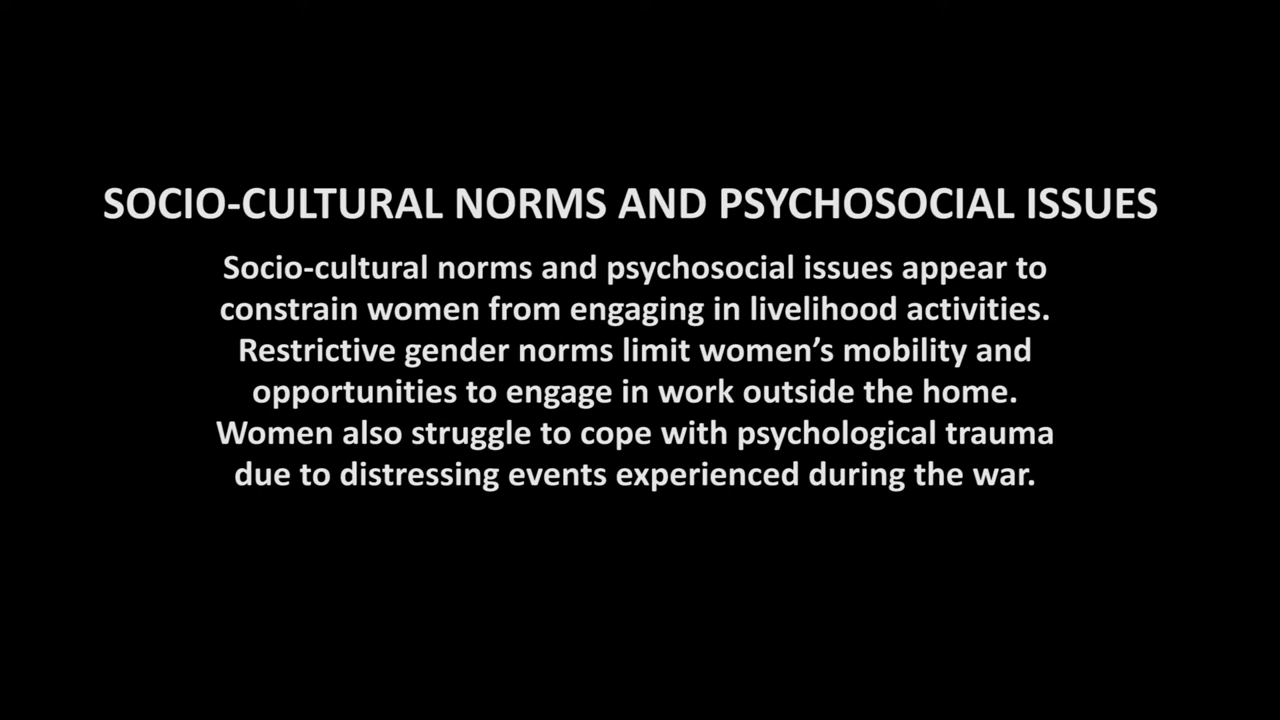 SOCIO-CULTURAL NORMS AND PSYCHOSOCIAL ISSUES
Socio-cultural norms and psychosocial issues appear to
constrain women from engaging in livelihood activities.
Restrictive gender norms limit women’s mobility and
opportunities to engage in work outside the home.
Women also struggle to cope with psychological trauma
due to distressing events experienced during the war.